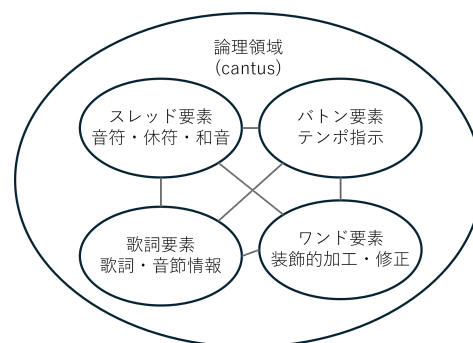 論理領域
(cantus)
スレッド要素
音符・休符・和音
バトン要素
テンポ指示
歌詞要素
歌詞・音節情報
ワンド要素
装飾的加工・修正